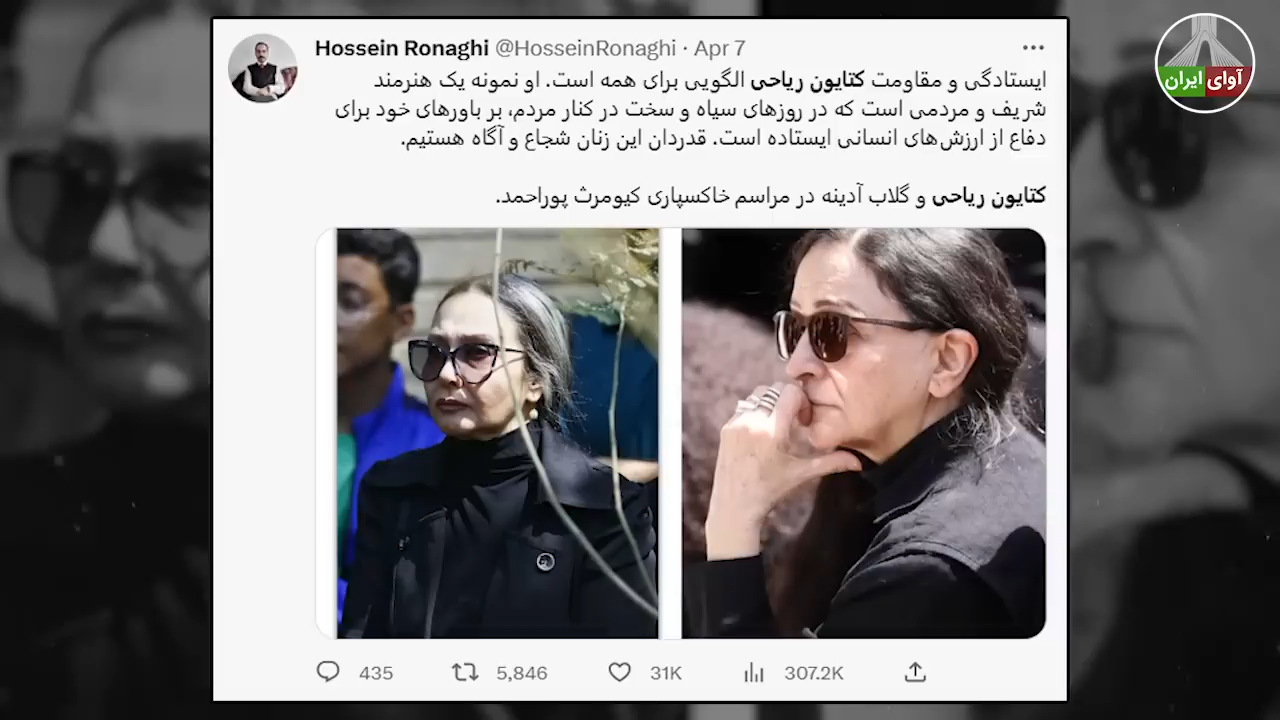 Hossein Ronaghi @HosseinRonaghi · Apr 7
ایستادگی و مقاومت کتایون ریاحی الگویی برای همه است. او نمونه یک هنرمند
شریف و مردمی است که در روزهای سیاه و سخت در کنار مردم، بر باورهای خود برای
دفاع از ارزش‌های انسانی ایستاده است. قدردان این زنان شجاع و آگاه هستیم.
کتایون ریاحی و گلاب آدینه در مراسم خاکسپاری کیومرث پوراحمد.
435 5,846 31K 307.2K
آوای ایران